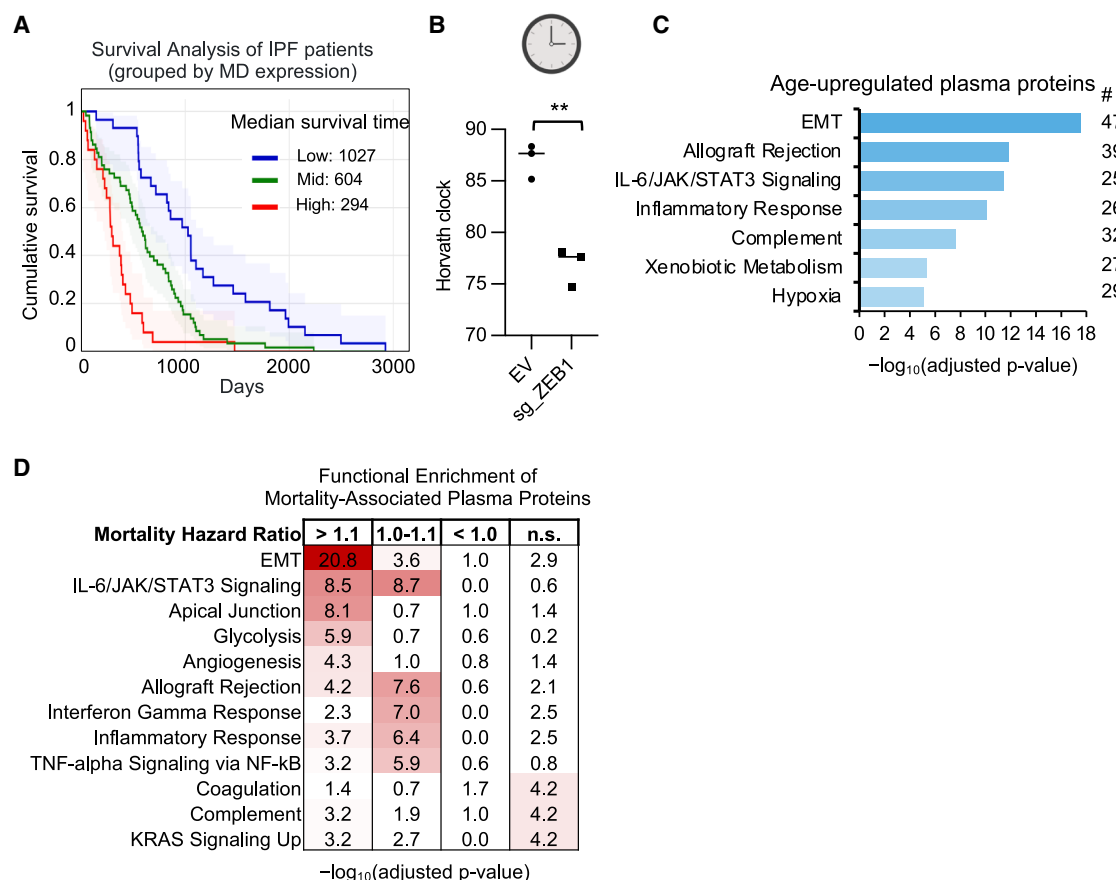 A
Survival Analysis of IPF patients
(grouped by MD expression)
Median survival time
Low: 1027
Mid: 604
High: 294
Cumulative survival
1
0.8
0.6
0.4
0.2
0
0 1000 2000 3000
Days
B
**
Horvath clock
90
85
80
75
70
EV
sg_ZEB1
C
Age-upregulated plasma proteins
#
EMT 47
Allograft Rejection 39
IL-6/JAK/STAT3 Signaling 25
Inflammatory Response 26
Complement 32
Xenobiotic Metabolism 27
Hypoxia 29
0 2 4 6 8 10 12 14 16 18
−log₁₀(adjusted p-value)
D
Functional Enrichment of
Mortality-Associated Plasma Proteins
Mortality Hazard Ratio > 1.1 1.0-1.1 < 1.0 n.s.
EMT 20.8 3.6 1.0 2.9
IL-6/JAK/STAT3 Signaling 8.5 8.7 0.0 0.6
Apical Junction 8.1 0.7 1.0 1.4
Glycolysis 5.9 0.7 0.6 0.2
Angiogenesis 4.3 1.0 0.8 1.4
Allograft Rejection 4.2 7.6 0.6 2.1
Interferon Gamma Response 2.3 7.0 0.0 2.5
Inflammatory Response 3.7 6.4 0.0 2.5
TNF-alpha Signaling via NF-kB 3.2 5.9 0.6 0.8
Coagulation 1.4 0.7 1.7 4.2
Complement 3.2 1.9 1.0 4.2
KRAS Signaling Up 3.2 2.7 0.0 4.2
−log₁₀(adjusted p-value)